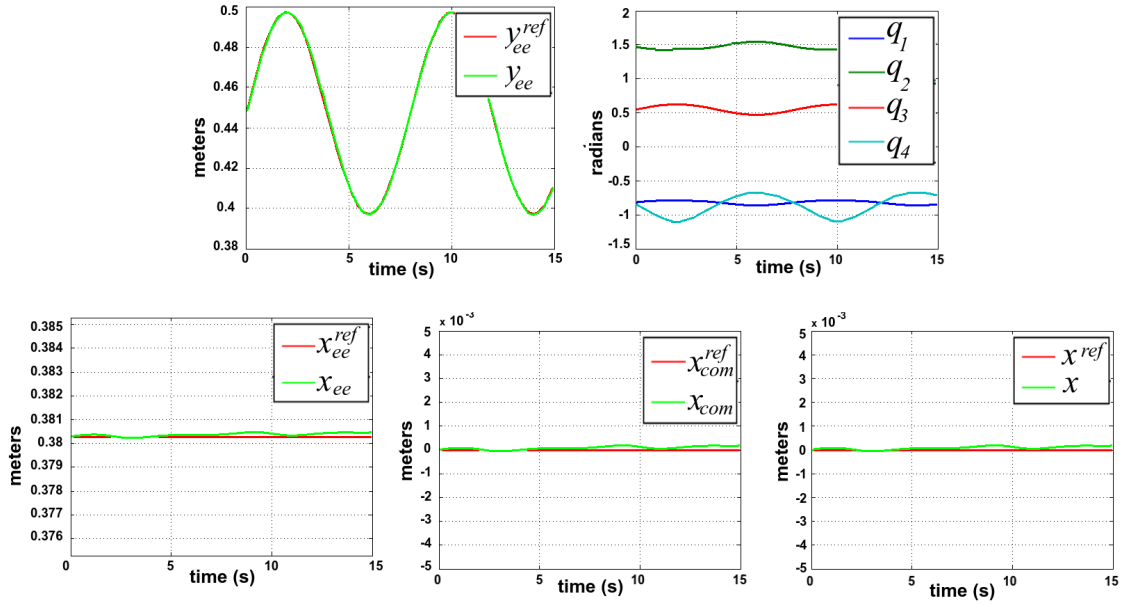 0.5
0.48
0.46
0.44
0.42
0.4
0.38
meters
0 5 10 15
time (s)
y_ee^ref
y_ee
2
1.5
1
0.5
0
-0.5
-1
-1.5
radians
0 5 10 15
time (s)
q_1
q_2
q_3
q_4
0.385
0.384
0.383
0.382
0.381
0.38
0.379
0.378
0.377
0.376
meters
0 5 10 15
time (s)
x_ee^ref
x_ee
x 10^-3
5
4
3
2
1
0
-1
-2
-3
-4
-5
meters
0 5 10 15
time (s)
x_com^ref
x_com
x 10^-3
5
4
3
2
1
0
-1
-2
-3
-4
-5
meters
0 5 10 15
time (s)
x^ref
x